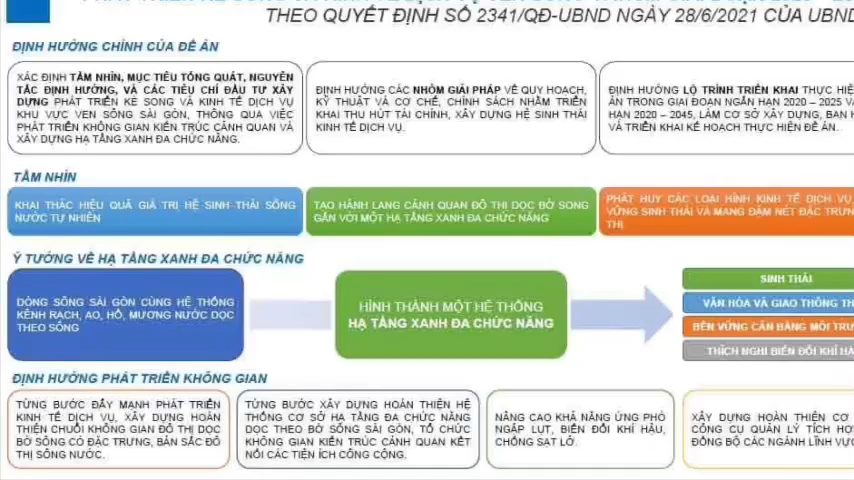 THEO QUYẾT ĐỊNH SỐ 2341/QĐ-UBND NGÀY 28/6/2021 CỦA UBND
ĐỊNH HƯỚNG CHÍNH CỦA ĐỀ ÁN
XÁC ĐỊNH TẦM NHÌN, MỤC TIÊU TỔNG QUÁT, NGUYÊN
TẮC ĐỊNH HƯỚNG, VÀ CÁC TIÊU CHÍ ĐẦU TƯ XÂY
DỰNG PHÁT TRIỂN KÈ SÔNG VÀ KINH TẾ DỊCH VỤ
KHU VỰC VEN SÔNG SÀI GÒN, THÔNG QUA VIỆC
PHÁT TRIỂN KHÔNG GIAN KIẾN TRÚC CẢNH QUAN VÀ
XÂY DỰNG HẠ TẦNG XANH ĐA CHỨC NĂNG.
ĐỊNH HƯỚNG CÁC NHÓM GIẢI PHÁP VỀ QUY HOẠCH,
KỸ THUẬT VÀ CƠ CHẾ, CHÍNH SÁCH NHẰM TRIỂN
KHAI THU HÚT TÀI CHÍNH, XÂY DỰNG HỆ SINH THÁI
KINH TẾ DỊCH VỤ.
ĐỊNH HƯỚNG LỘ TRÌNH TRIỂN KHAI THỰC HIỆ
ÁN TRONG GIAI ĐOẠN NGẮN HẠN 2020 – 2025 VÀ
HẠN 2020 – 2045, LÀM CƠ SỞ XÂY DỰNG, BAN H
VÀ TRIỂN KHAI KẾ HOẠCH THỰC HIỆN ĐỀ ÁN.
TẦM NHÌN
KHAI THÁC HIỆU QUẢ GIÁ TRỊ HỆ SINH THÁI SÔNG
NƯỚC TỰ NHIÊN
TẠO HÀNH LANG CẢNH QUAN ĐÔ THỊ DỌC BỜ SÔNG
GẮN VỚI MỘT HẠ TẦNG XANH ĐA CHỨC NĂNG
PHÁT HUY CÁC LOẠI HÌNH KINH TẾ DỊCH VỤ,
VỮNG SINH THÁI VÀ MANG ĐẬM NÉT ĐẶC TRƯN
THỊ
Ý TƯỞNG VỀ HẠ TẦNG XANH ĐA CHỨC NĂNG
DÒNG SÔNG SÀI GÒN CÙNG HỆ THỐNG
KÊNH RẠCH, AO, HỒ, MƯƠNG NƯỚC DỌC
THEO SÔNG
HÌNH THÀNH MỘT HỆ THỐNG
HẠ TẦNG XANH ĐA CHỨC NĂNG
SINH THÁI
VĂN HÓA VÀ GIAO THÔNG TH
BỀN VỮNG CÂN BẰNG MÔI TRƯ
THÍCH NGHI BIẾN ĐỔI KHÍ HẬ
ĐỊNH HƯỚNG PHÁT TRIỂN KHÔNG GIAN
TỪNG BƯỚC ĐẨY MẠNH PHÁT TRIỂN
KINH TẾ DỊCH VỤ, XÂY DỰNG HOÀN
THIỆN CHUỖI KHÔNG GIAN ĐÔ THỊ DỌC
BỜ SÔNG CÓ ĐẶC TRƯNG, BẢN SẮC ĐÔ
THỊ SÔNG NƯỚC.
TỪNG BƯỚC XÂY DỰNG HOÀN THIỆN HỆ
THỐNG CƠ SỞ HẠ TẦNG ĐA CHỨC NĂNG
DỌC THEO BỜ SÔNG SÀI GÒN, TỔ CHỨC
KHÔNG GIAN KIẾN TRÚC CẢNH QUAN KẾT
NỐI CÁC TIỆN ÍCH CÔNG CỘNG.
NÂNG CAO KHẢ NĂNG ỨNG PHÓ
NGẬP LỤT, BIẾN ĐỔI KHÍ HẬU,
CHỐNG SẠT LỞ.
XÂY DỰNG HOÀN THIỆN CƠ
CÔNG CỤ QUẢN LÝ TÍCH HỢ
ĐỒNG BỘ CÁC NGÀNH LĨNH VỰC